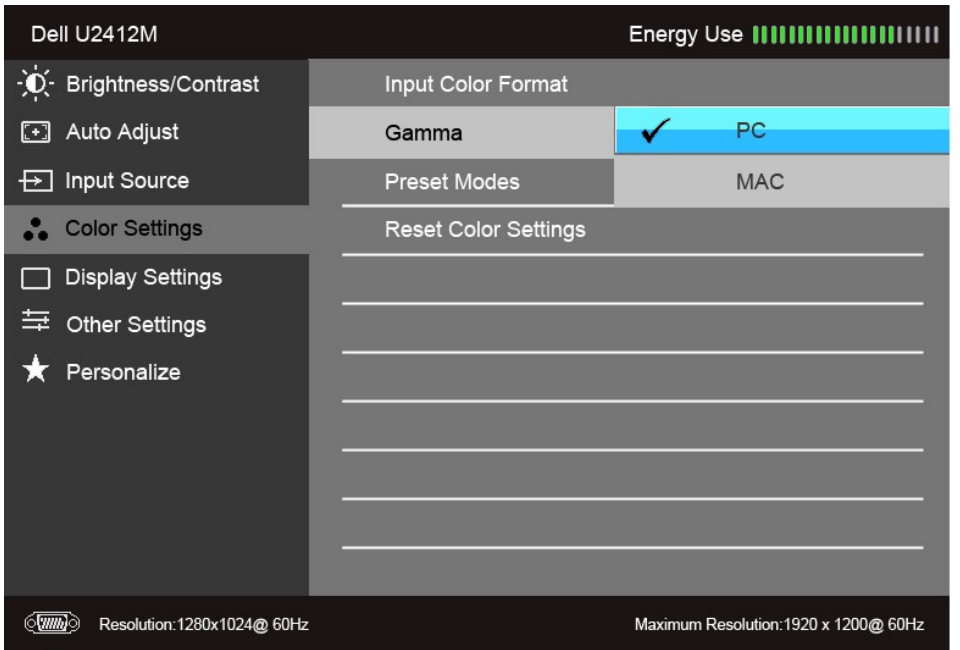 Dell U2412M
Energy Use
Brightness/Contrast
Auto Adjust
Input Source
Color Settings
Display Settings
Other Settings
Personalize
Input Color Format
Gamma
Preset Modes
Reset Color Settings
PC
MAC
Resolution:1280x1024@ 60Hz
Maximum Resolution:1920 x 1200@ 60Hz